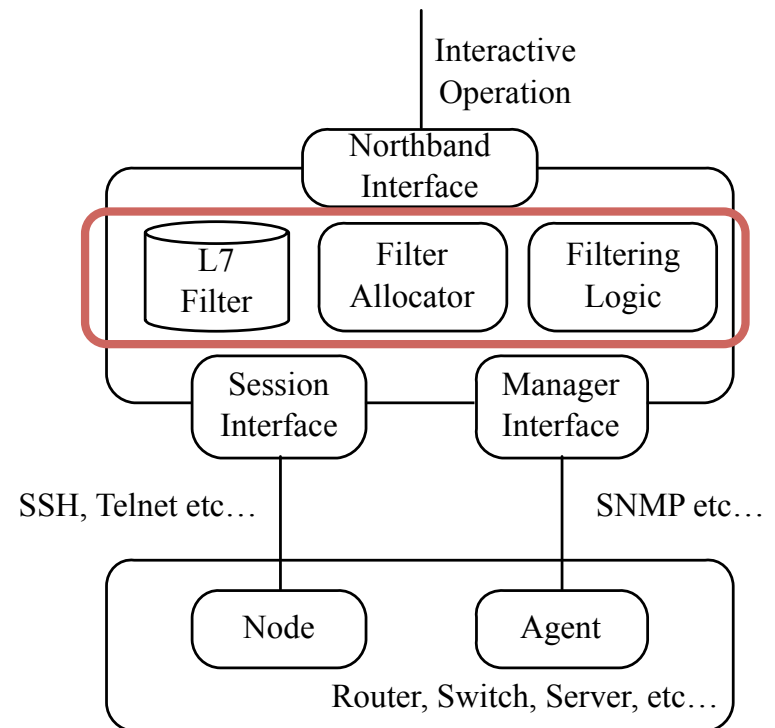 Interactive
Operation
Northband
Interface
L7
Filter
Filter
Allocator
Filtering
Logic
Session
Interface
Manager
Interface
SSH, Telnet etc…
SNMP etc…
Node
Agent
Router, Switch, Server, etc…